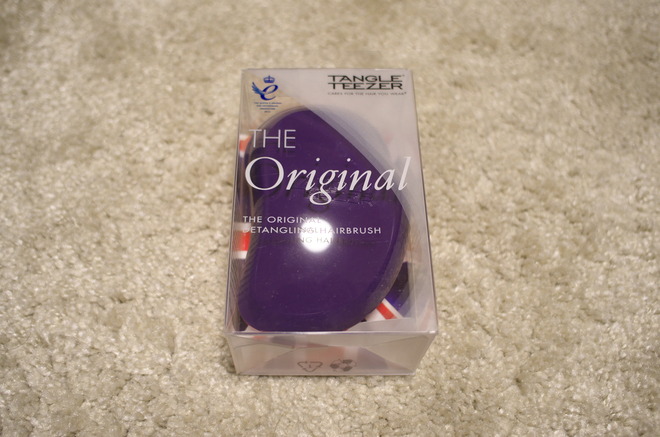 TANGLE
TEEZER
THE
Original
THE ORIGINAL
DETANGLING HAIRBRUSH